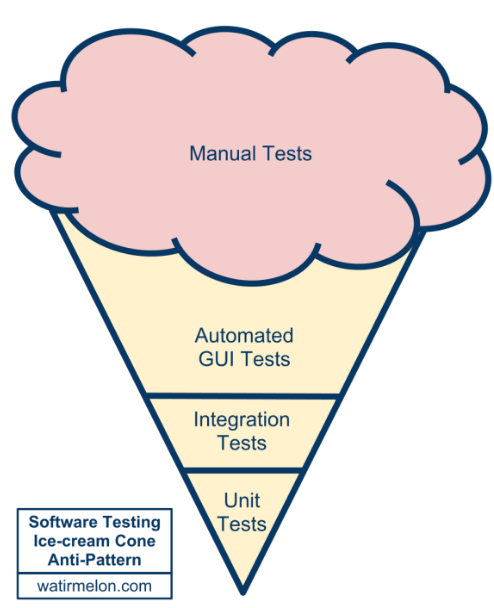 Manual Tests
Automated
GUI Tests
Integration
Tests
Unit
Tests
Software Testing
Ice-cream Cone
Anti-Pattern
watirmelon.com